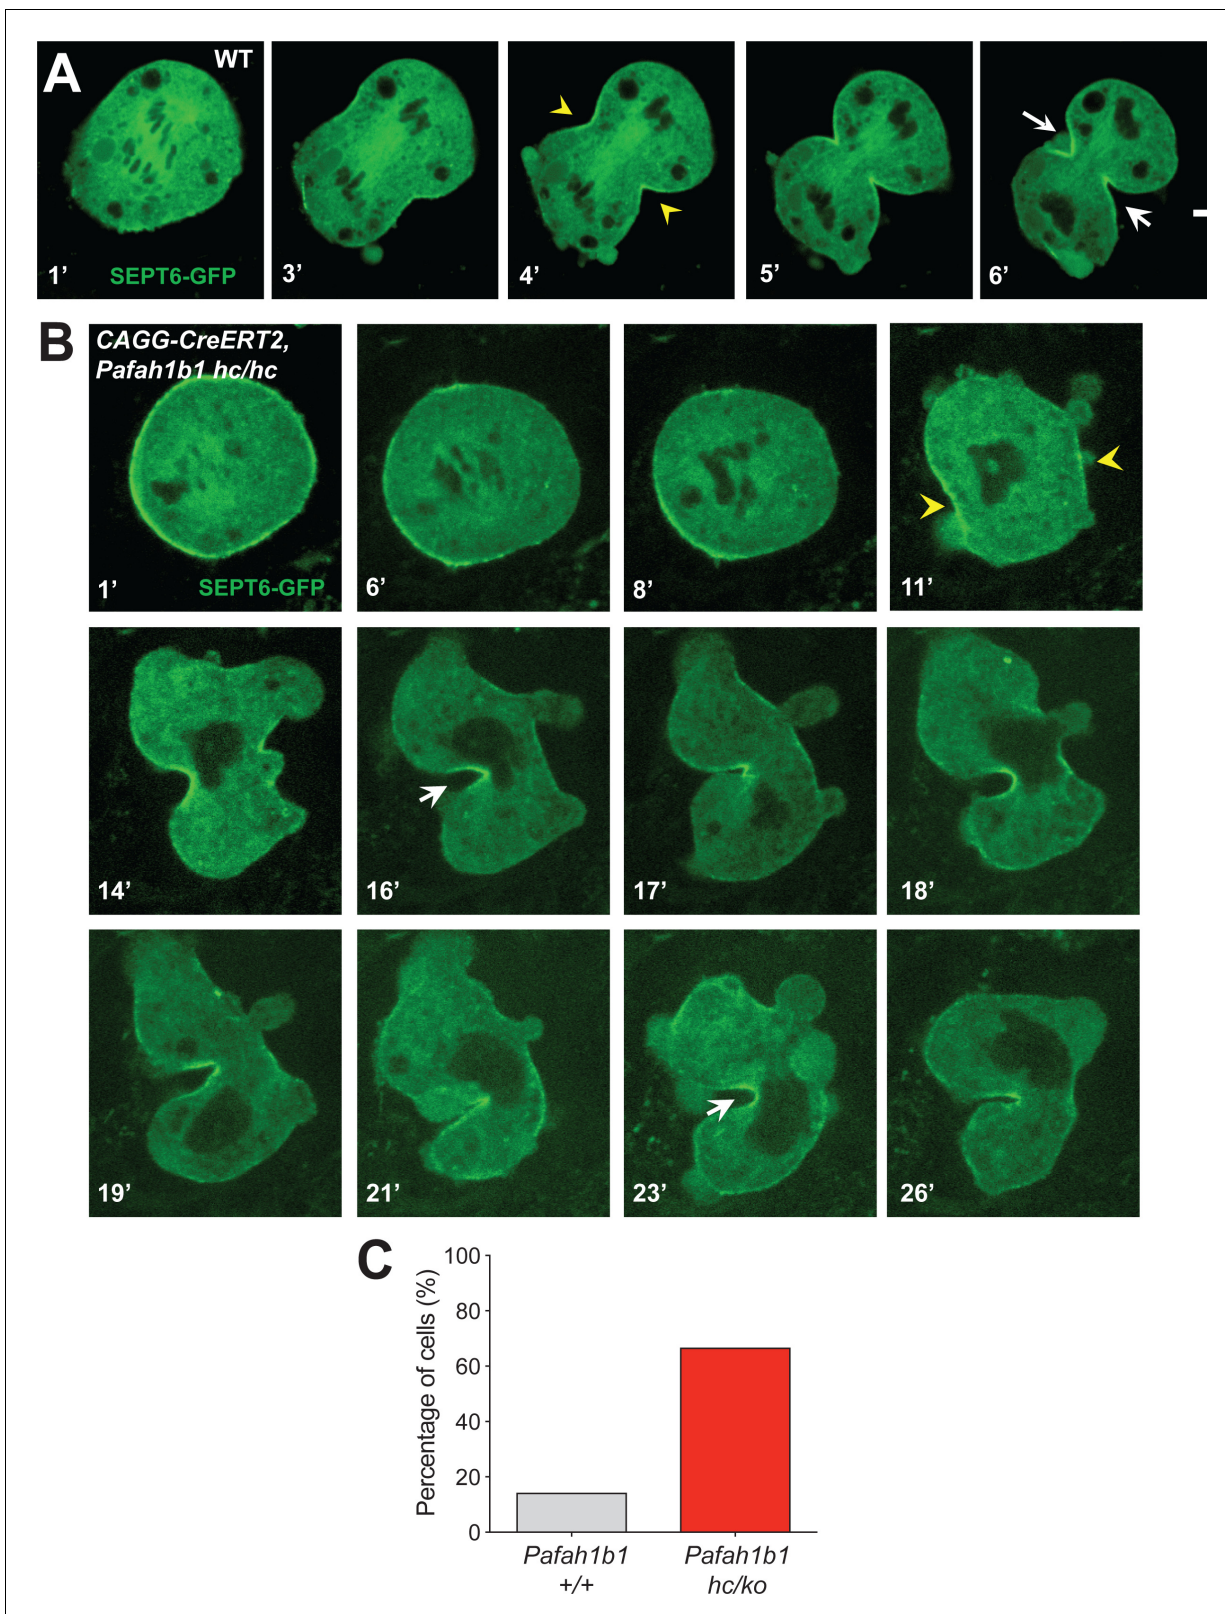 A
WT
1’
SEPT6-GFP
3’
4’
5’
6’
B
CAGG-CreERT2,
Pafah1b1 hc/hc
1’
SEPT6-GFP
6’
8’
11’
14’
16’
17’
18’
19’
21’
23’
26’
C
Percentage of cells (%)
100
80
60
40
20
0
Pafah1b1
+/+
Pafah1b1
hc/ko